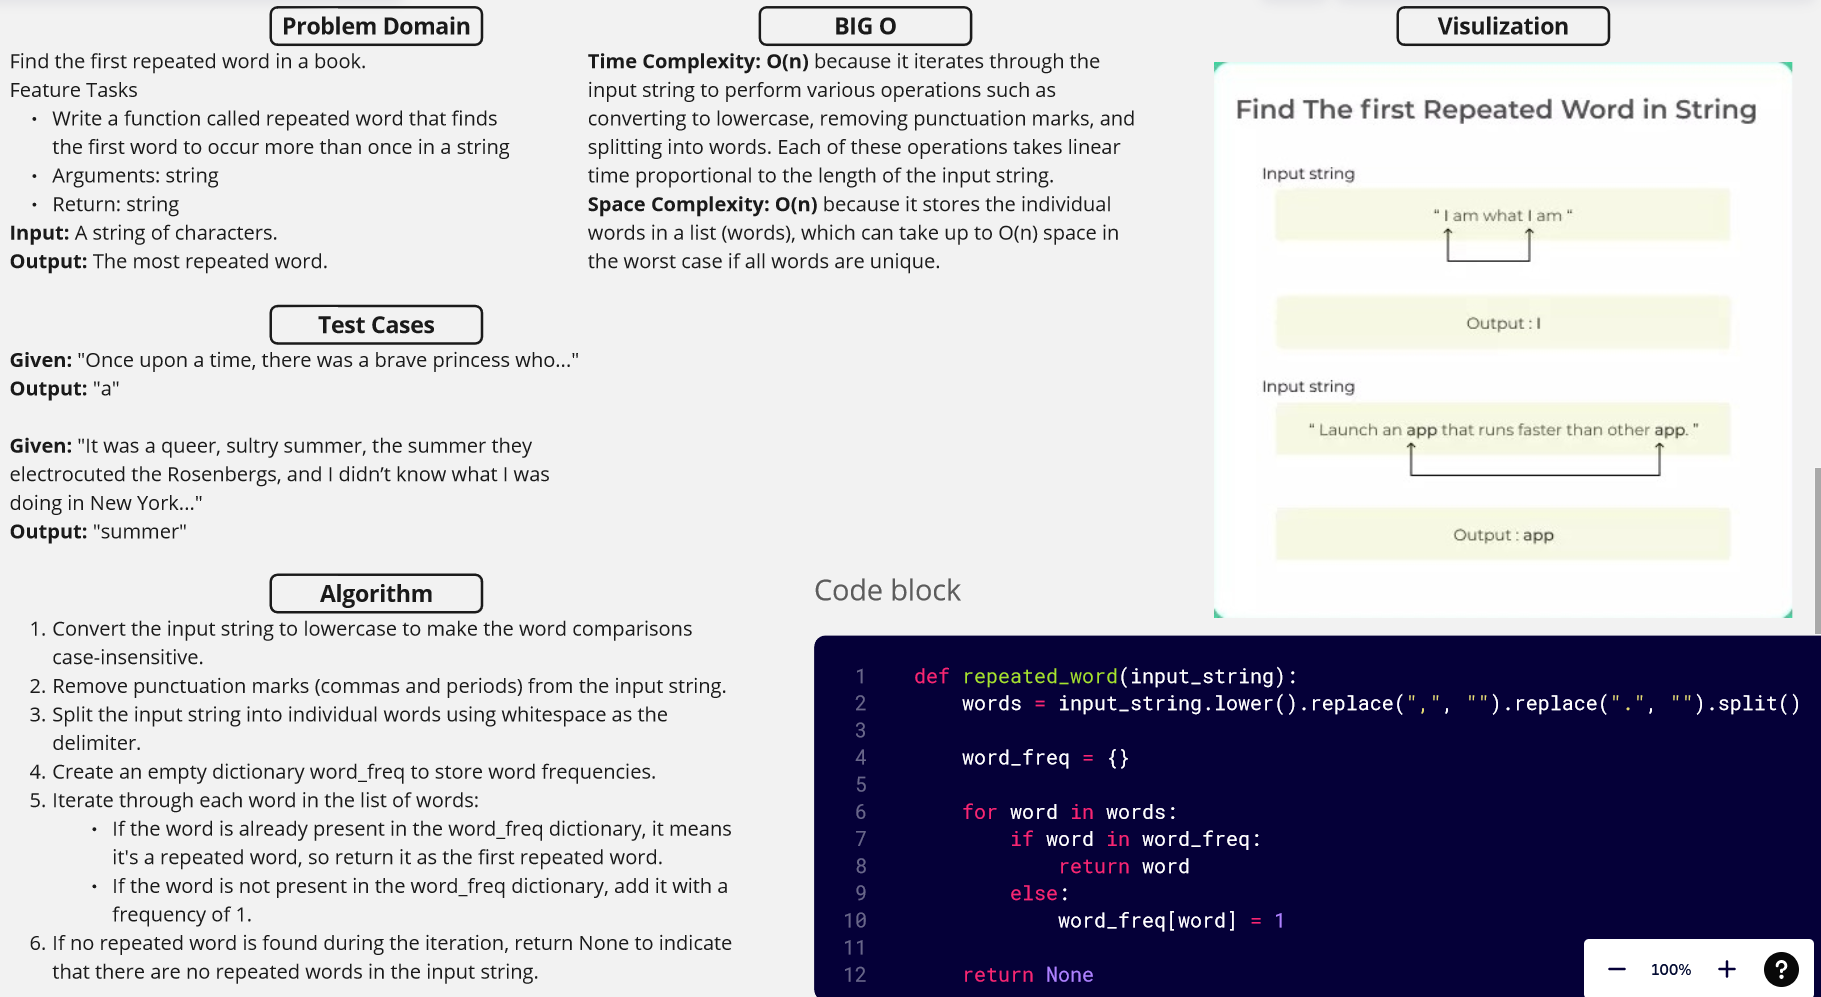 Problem Domain
Find the first repeated word in a book.
Feature Tasks
• Write a function called repeated word that finds
the first word to occur more than once in a string
• Arguments: string
• Return: string
Input: A string of characters.
Output: The most repeated word.
Test Cases
Given: "Once upon a time, there was a brave princess who..."
Output: "a"
Given: "It was a queer, sultry summer, the summer they
electrocuted the Rosenbergs, and I didn’t know what I was
doing in New York..."
Output: "summer"
Algorithm
1. Convert the input string to lowercase to make the word comparisons
case-insensitive.
2. Remove punctuation marks (commas and periods) from the input string.
3. Split the input string into individual words using whitespace as the
delimiter.
4. Create an empty dictionary word_freq to store word frequencies.
5. Iterate through each word in the list of words:
• If the word is already present in the word_freq dictionary, it means
it's a repeated word, so return it as the first repeated word.
• If the word is not present in the word_freq dictionary, add it with a
frequency of 1.
6. If no repeated word is found during the iteration, return None to indicate
that there are no repeated words in the input string.
BIG O
Time Complexity: O(n) because it iterates through the
input string to perform various operations such as
converting to lowercase, removing punctuation marks, and
splitting into words. Each of these operations takes linear
time proportional to the length of the input string.
Space Complexity: O(n) because it stores the individual
words in a list (words), which can take up to O(n) space in
the worst case if all words are unique.
Visulization
Find The first Repeated Word in String
Input string
“ I am what I am “
Output : I
Input string
“ Launch an app that runs faster than other app. ”
Output : app
Code block
1 def repeated_word(input_string):
2 words = input_string.lower().replace(",", "").replace(".", "").split()
3
4 word_freq = {}
5
6 for word in words:
7 if word in word_freq:
8 return word
9 else:
10 word_freq[word] = 1
11
12 return None
100%
?